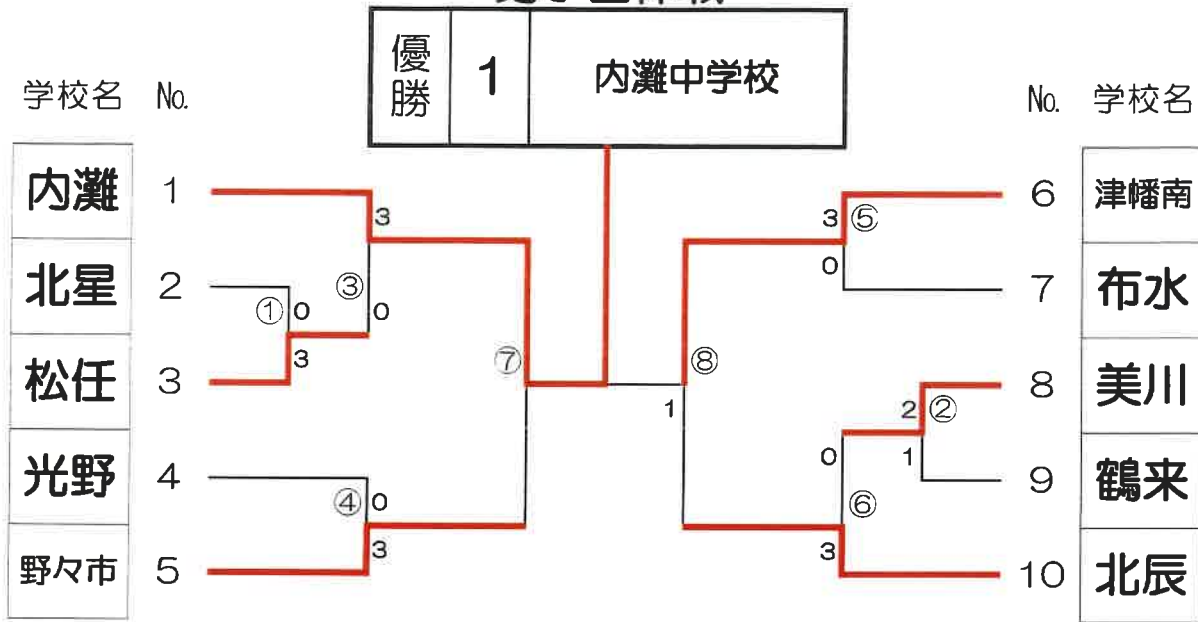 優勝 1 内灘中学校
学校名 No.
No. 学校名
内灘 1
3
3 ⑤
6 津幡南
北星 2
① 0
③
0
0
7 布水
松任 3
3
⑦
⑧
1
2 ②
8 美川
光野 4
④ 0
0
1
⑥
9 鶴来
野々市 5
3
3
10 北辰